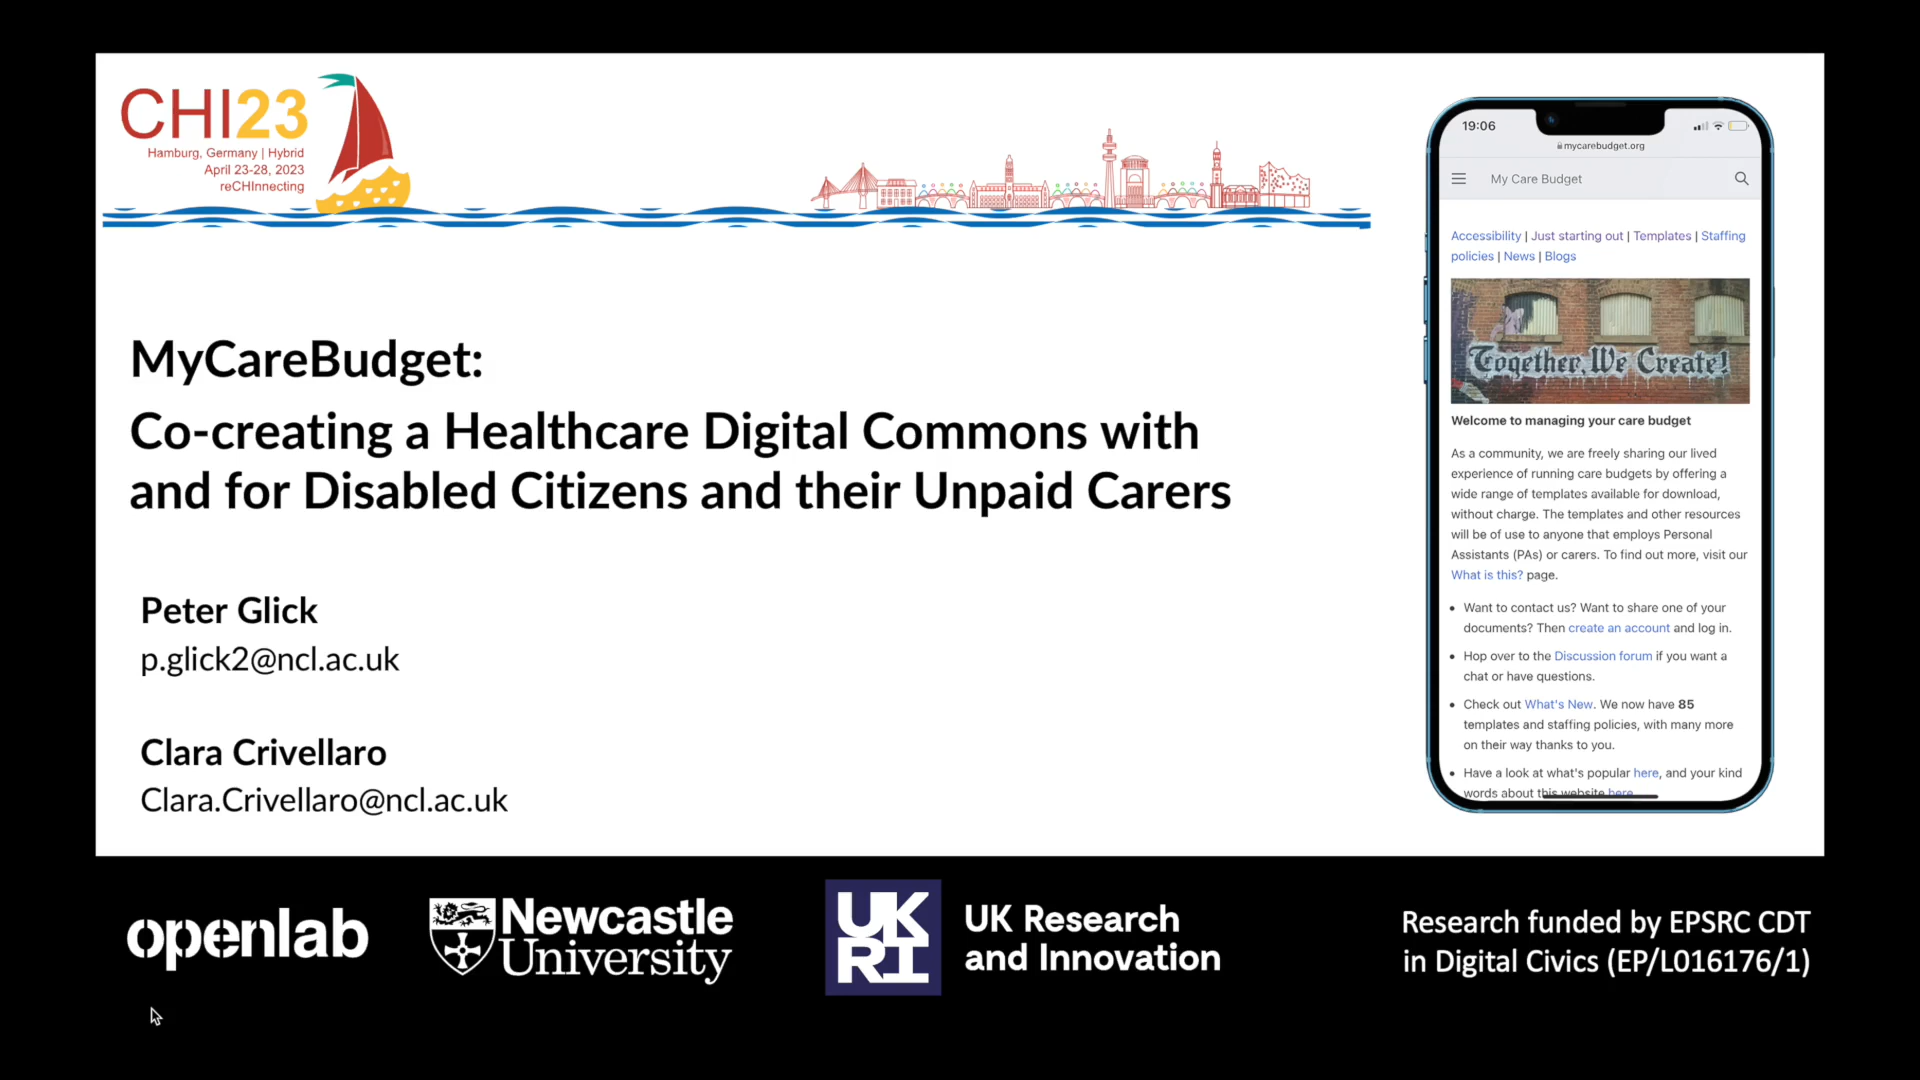 CHI23
Hamburg, Germany | Hybrid
April 23-28, 2023
reCHInnecting
MyCareBudget:
Co-creating a Healthcare Digital Commons with
and for Disabled Citizens and their Unpaid Carers
Peter Glick
p.glick2@ncl.ac.uk
Clara Crivellaro
Clara.Crivellaro@ncl.ac.uk
19:06
mycarebudget.org
My Care Budget
Accessibility | Just starting out | Templates | Staffing
policies | News | Blogs
Together, We Create!
Welcome to managing your care budget
As a community, we are freely sharing our lived
experience of running care budgets by offering a
wide range of templates available for download,
without charge. The templates and other resources
will be of use to anyone that employs Personal
Assistants (PAs) or carers. To find out more, visit our
What is this? page.
• Want to contact us? Want to share one of your
documents? Then create an account and log in.
• Hop over to the Discussion forum if you want a
chat or have questions.
• Check out What's New. We now have 85
templates and staffing policies, with many more
on their way thanks to you.
• Have a look at what's popular here, and your kind
words about this website here
openlab
Newcastle
University
UK
RI
UK Research
and Innovation
Research funded by EPSRC CDT
in Digital Civics (EP/L016176/1)